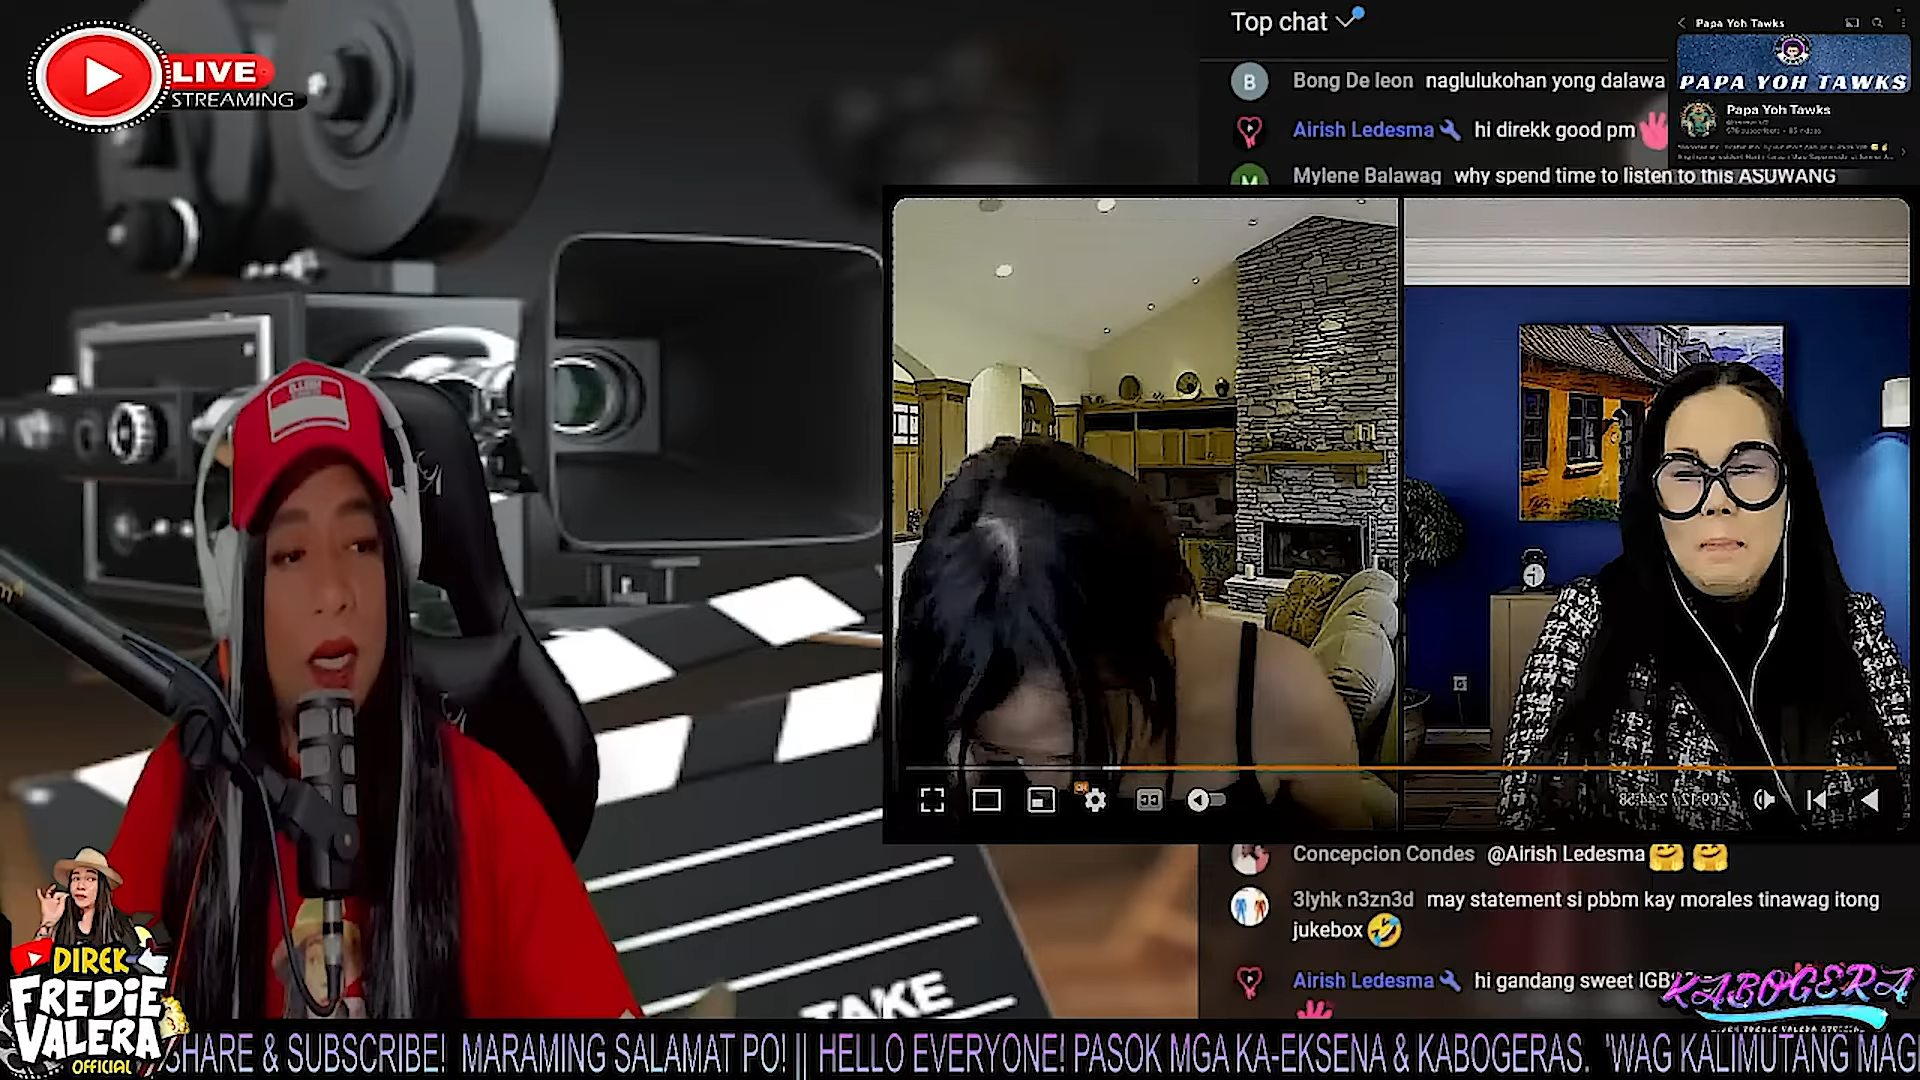 LIVE
STREAMING
Top chat
B
Bong De leon naglulukohan yong dalawa
Airish Ledesma hi direkk good pm
M
Mylene Balawag why spend time to listen to this ASUWANG
Papa Yoh Tawks
PAPA YOH TAWKS
Papa Yoh Tawks
Concepcion Condes @Airish Ledesma
3lyhk n3zn3d may statement si pbbm kay morales tinawag itong
jukebox
Airish Ledesma hi gandang sweet
KABOGERA
TAKE
DIREK
FREDiE
VALERA
OFFICIAL
SHARE & SUBSCRIBE! MARAMING SALAMAT PO! || HELLO EVERYONE! PASOK MGA KA-EKSENA & KABOGERAS. 'WAG KALIMUTANG MAG